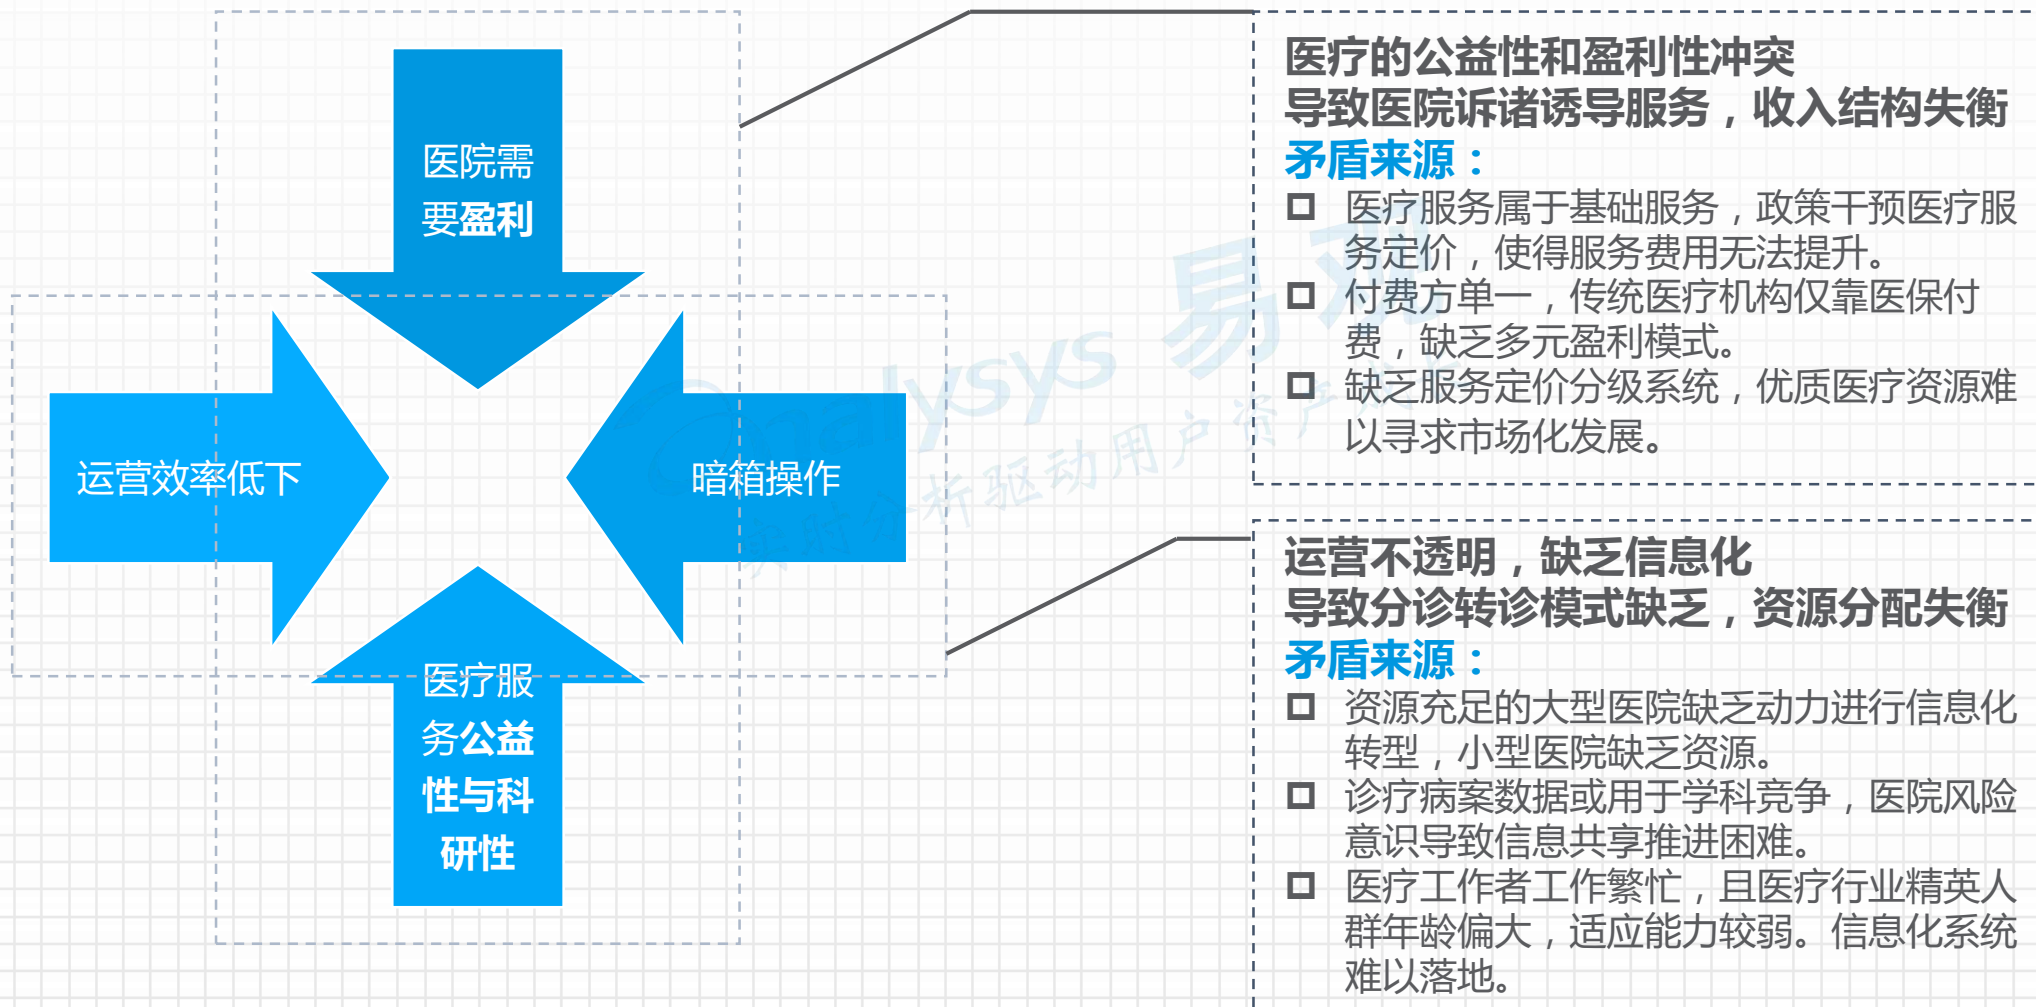 医院需
要盈利
运营效率低下
暗箱操作
医疗服
务公益
性与科
研性
医疗的公益性和盈利性冲突
导致医院诉诸诱导服务，收入结构失衡
矛盾来源：
医疗服务属于基础服务，政策干预医疗服
务定价，使得服务费用无法提升。
付费方单一，传统医疗机构仅靠医保付
费，缺乏多元盈利模式。
缺乏服务定价分级系统，优质医疗资源难
以寻求市场化发展。
运营不透明，缺乏信息化
导致分诊转诊模式缺乏，资源分配失衡
矛盾来源：
资源充足的大型医院缺乏动力进行信息化
转型，小型医院缺乏资源。
诊疗病案数据或用于学科竞争，医院风险
意识导致信息共享推进困难。
医疗工作者工作繁忙，且医疗行业精英人
群年龄偏大，适应能力较弱。信息化系统
难以落地。
nalysys 易观
实时分析驱动用户资产